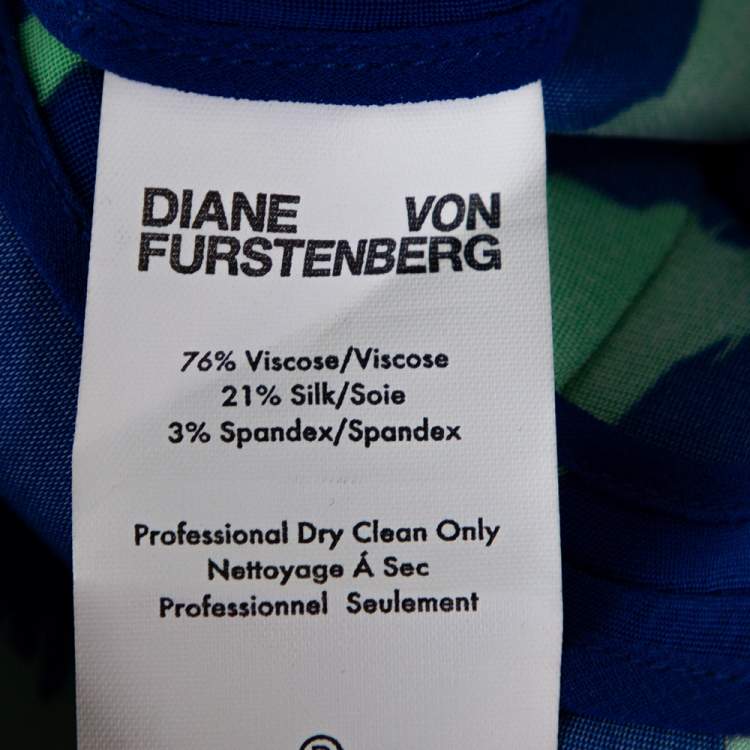 DIANE VON
FURSTENBERG
76% Viscose/Viscose
21% Silk/Soie
3% Spandex/Spandex
Professional Dry Clean Only
Nettoyage Á Sec
Professionnel Seulement